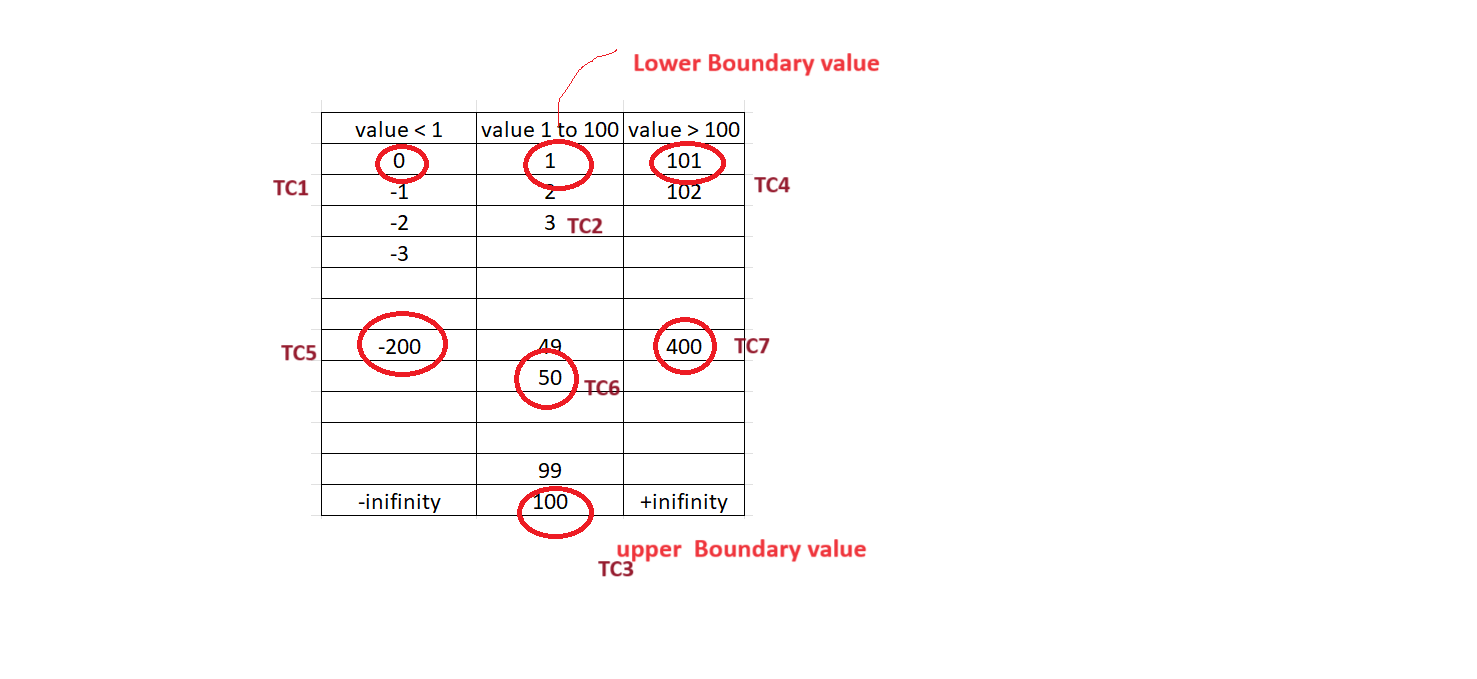 Lower Boundary value
value < 1 value 1 to 100 value > 100
0 1 101
TC1 -1 2 102 TC4
-2 3 TC2
-3
TC5 -200 49 400 TC7
50 TC6
99
-inifinity 100 +inifinity
upper Boundary value
TC3